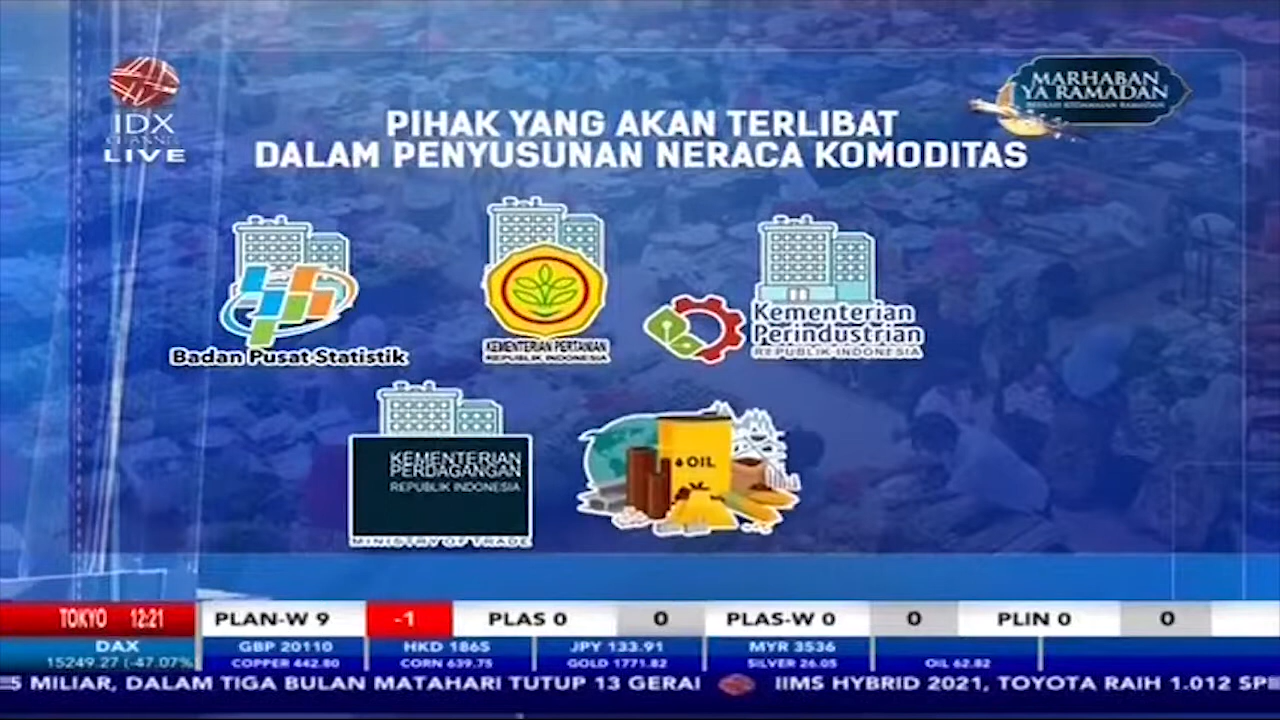 IDX
CHANNEL
LIVE
MARHABAN
YA RAMADAN
BERKAH KEDAMAIAN RAMADAN
PIHAK YANG AKAN TERLIBAT
DALAM PENYUSUNAN NERACA KOMODITAS
Badan Pusat Statistik
KEMENTERIAN PERTANIAN
REPUBLIK INDONESIA
Kementerian
Perindustrian
REPUBLIK INDONESIA
KEMENTERIAN
PERDAGANGAN
REPUBLIK INDONESIA
MINISTRY OF TRADE
OIL
TOKYO 12:21 PLAN-W 9 -1 PLAS 0 0 PLAS-W 0 0 PLIN 0 0
DAX GBP 20110 HKD 1865 JPY 133.91 MYR 3536
15249.27 (-47.07% COPPER 442.80 CORN 639.75 GOLD 1771.82 SILVER 26.05 OIL 62.82
5 MILIAR, DALAM TIGA BULAN MATAHARI TUTUP 13 GERAI IIMS HYBRID 2021, TOYOTA RAIH 1.012 SP